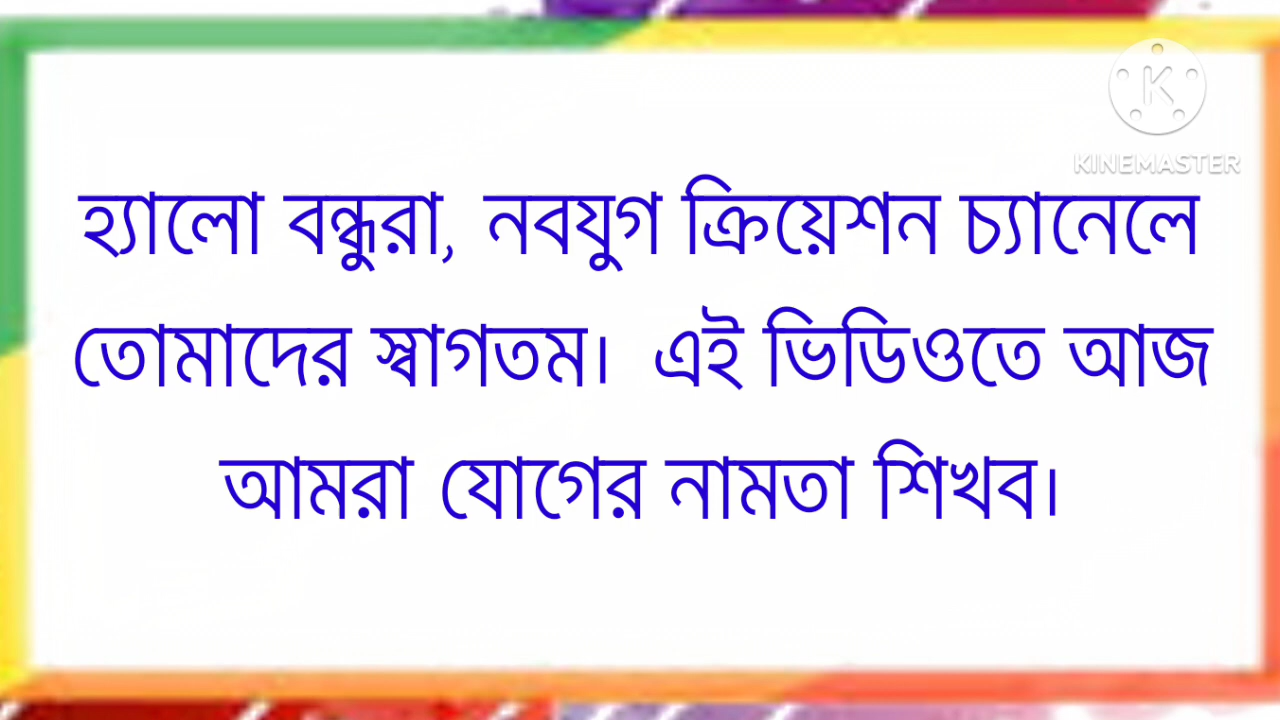 KINEMASTER
হ্যালো বন্ধুরা, নবযুগ ক্রিয়েশন চ্যানেলে
তোমাদের স্বাগতম। এই ভিডিওতে আজ
আমরা যোগের নামতা শিখব।